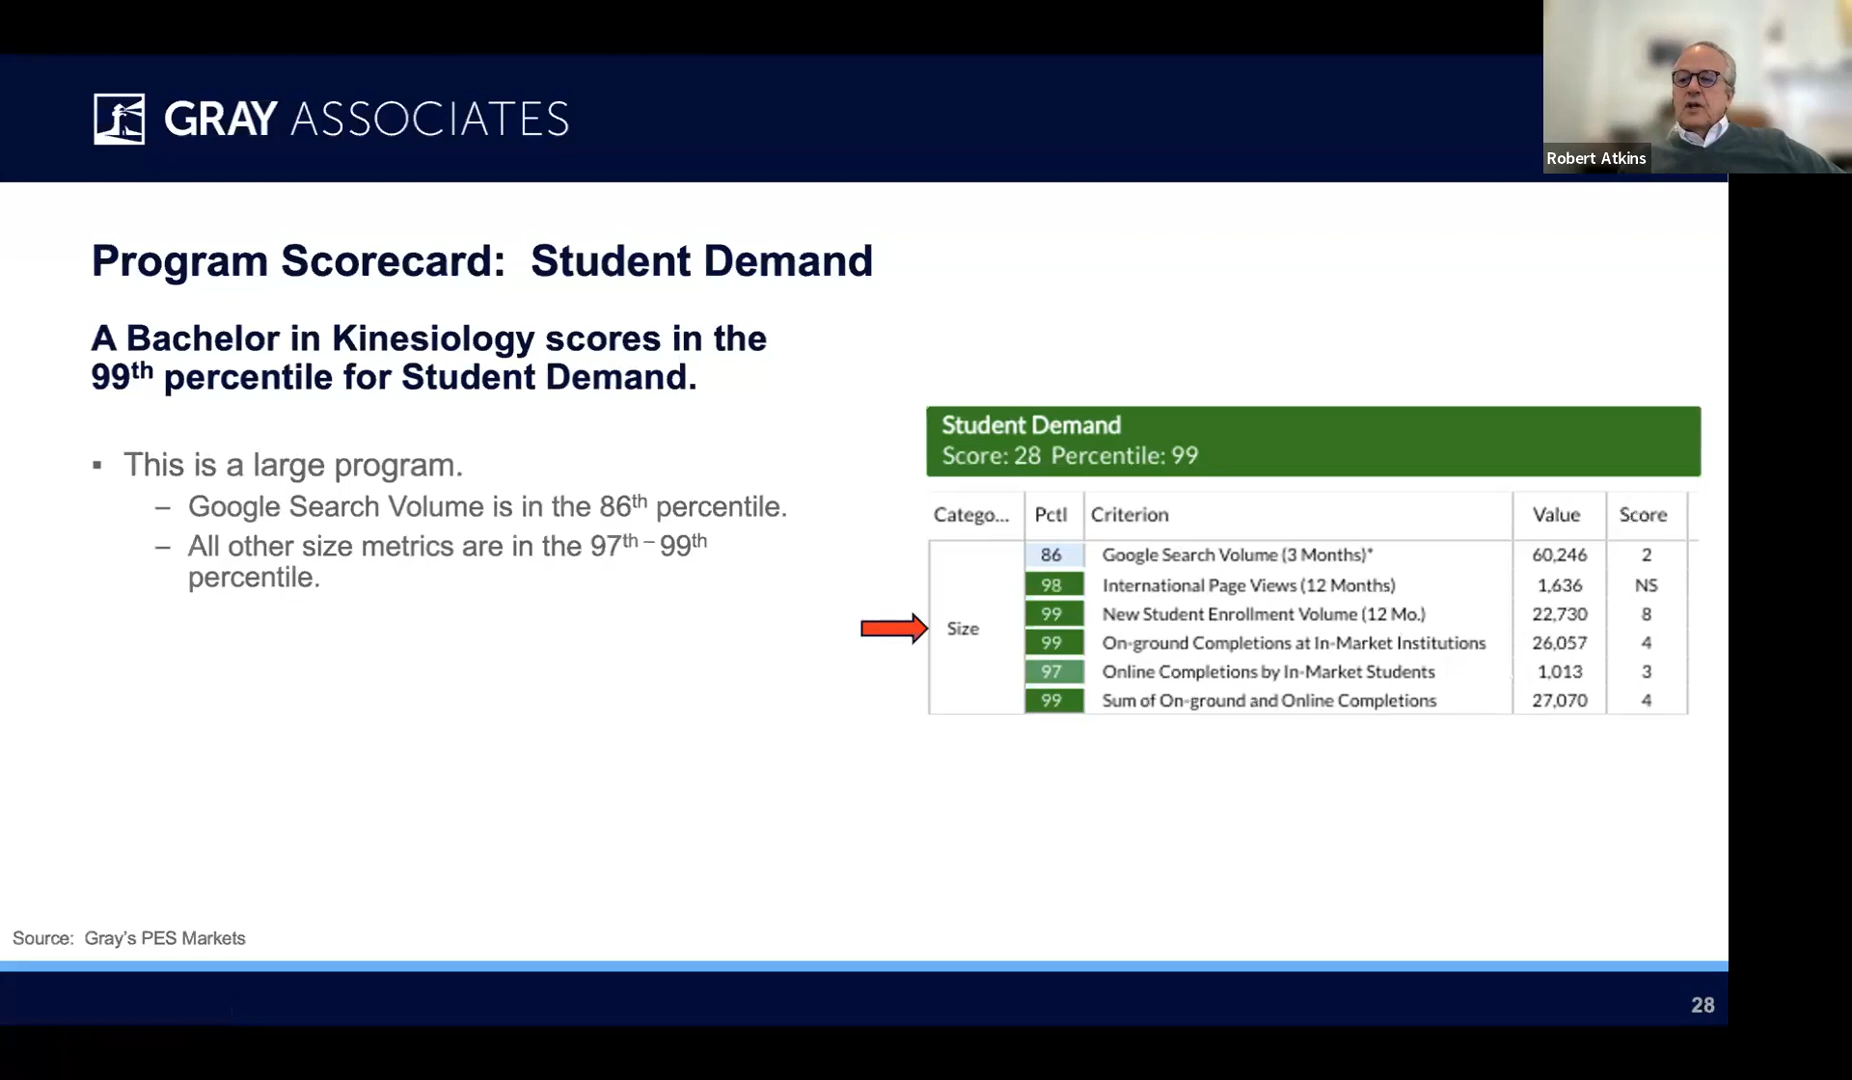 GRAY ASSOCIATES
Robert Atkins
Program Scorecard: Student Demand
A Bachelor in Kinesiology scores in the
99th percentile for Student Demand.
▪ This is a large program.
– Google Search Volume is in the 86th percentile.
– All other size metrics are in the 97th – 99th
percentile.
Student Demand
Score: 28 Percentile: 99
Catego... Pctl Criterion Value Score
Size
86 Google Search Volume (3 Months)* 60,246 2
98 International Page Views (12 Months) 1,636 NS
99 New Student Enrollment Volume (12 Mo.) 22,730 8
99 On-ground Completions at In-Market Institutions 26,057 4
97 Online Completions by In-Market Students 1,013 3
99 Sum of On-ground and Online Completions 27,070 4
Source: Gray's PES Markets
28